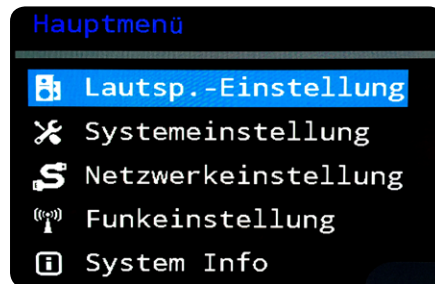 Hauptmenü
Lautsp.-Einstellung
Systemeinstellung
Netzwerkeinstellung
Funkeinstellung
System Info